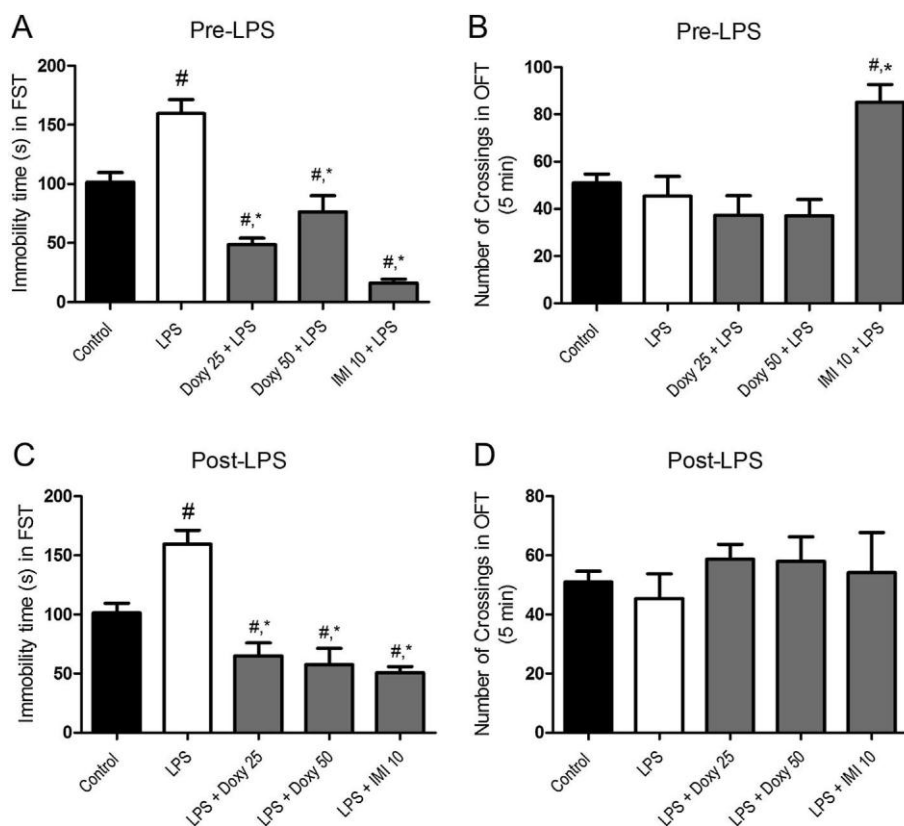 A
Pre-LPS
Immobility time (s) in FST
200
150
100
50
0
#
#,*
#,*
#,*
Control
LPS
Doxy 25 + LPS
Doxy 50 + LPS
IMI 10 + LPS
B
Pre-LPS
Number of Crossings in OFT
(5 min)
100
80
60
40
20
0
#,*
Control
LPS
Doxy 25 + LPS
Doxy 50 + LPS
IMI 10 + LPS
C
Post-LPS
Immobility time (s) in FST
200
150
100
50
0
#
#,*
#,*
#,*
Control
LPS
LPS + Doxy 25
LPS + Doxy 50
LPS + IMI 10
D
Post-LPS
Number of Crossings in OFT
(5 min)
80
60
40
20
0
Control
LPS
LPS + Doxy 25
LPS + Doxy 50
LPS + IMI 10